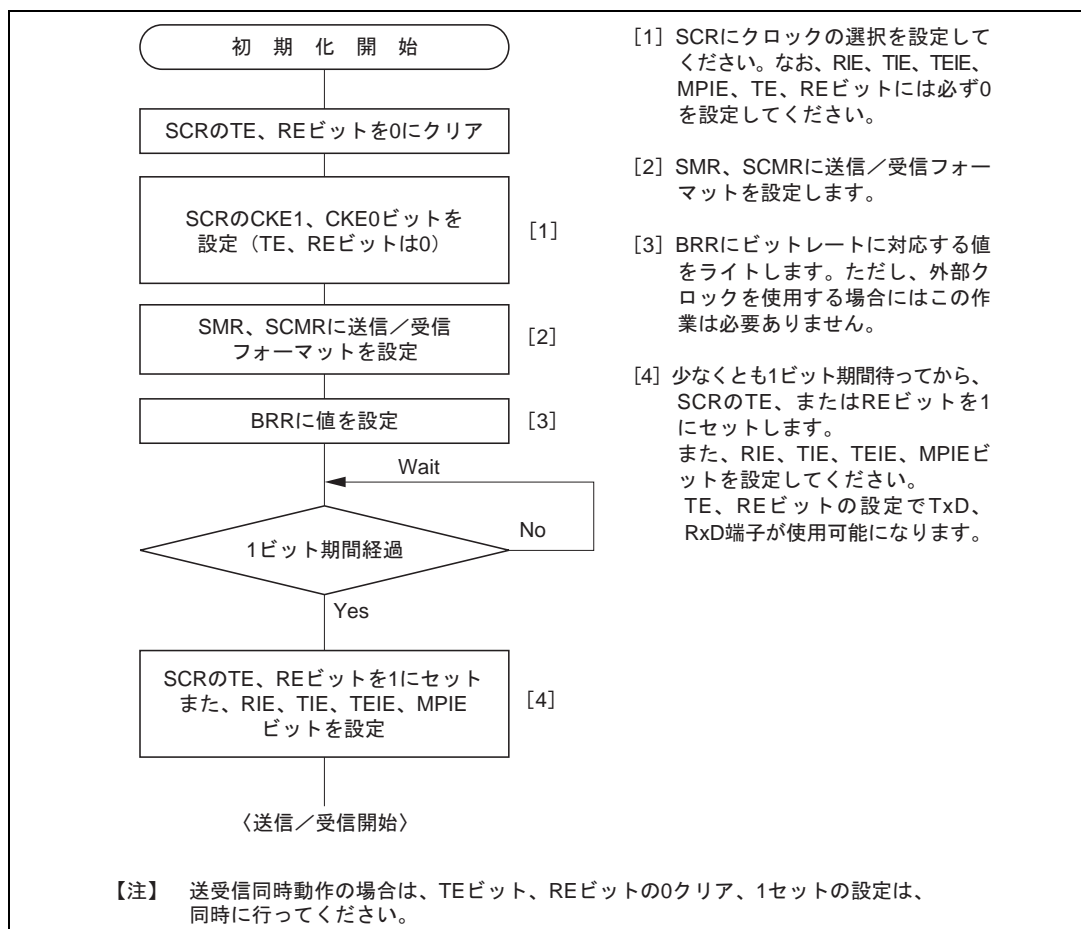 初 期 化 開 始
SCRのTE、REビットを0にクリア
SCRのCKE1、CKE0ビットを
設定（TE、REビットは0）
［1］
SMR、SCMRに送信／受信
フォーマットを設定
［2］
BRRに値を設定
［3］
Wait
1ビット期間経過
No
Yes
SCRのTE、REビットを1にセット
また、RIE、TIE、TEIE、MPIE
ビットを設定
［4］
〈送信／受信開始〉
［1］SCRにクロックの選択を設定して
ください。なお、RIE、TIE、TEIE、
MPIE、TE、REビットには必ず0
を設定してください。
［2］SMR、SCMRに送信／受信フォー
マットを設定します。
［3］BRRにビットレートに対応する値
をライトします。ただし、外部ク
ロックを使用する場合にはこの作
業は必要ありません。
［4］少なくとも1ビット期間待ってから、
SCRのTE、またはREビットを1
にセットします。
また、RIE、TIE、TEIE、MPIEビ
ットを設定してください。
TE、REビットの設定でTxD、
RxD端子が使用可能になります。
【注】 送受信同時動作の場合は、TEビット、REビットの0クリア、1セットの設定は、
同時に行ってください。